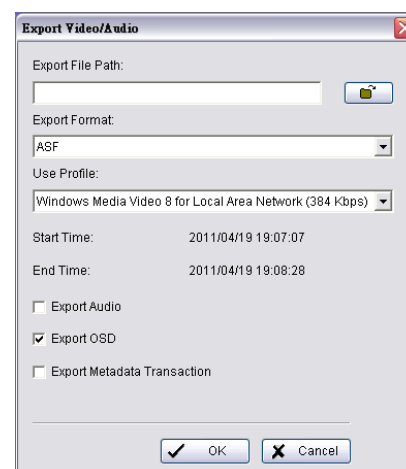 Export Video/Audio
Export File Path:
Export Format:
ASF
Use Profile:
Windows Media Video 8 for Local Area Network (384 Kbps)
Start Time: 2011/04/19 19:07:07
End Time: 2011/04/19 19:08:28
Export Audio
Export OSD
Export Metadata Transaction
OK Cancel